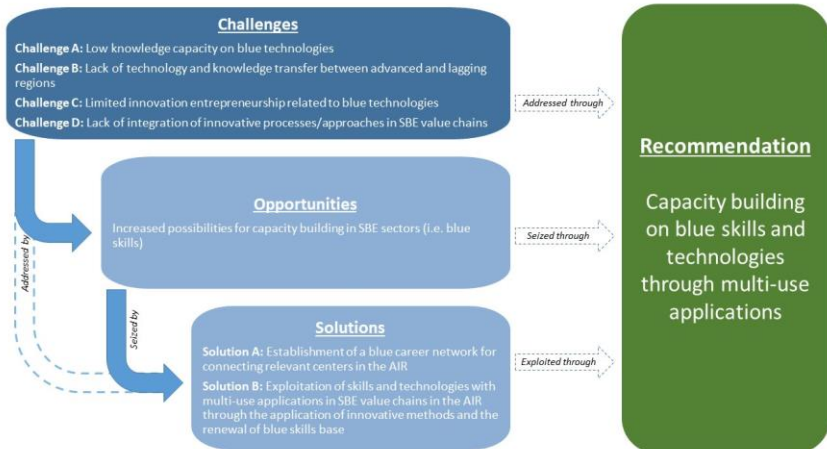 Challenges
Challenge A: Low knowledge capacity on blue technologies
Challenge B: Lack of technology and knowledge transfer between advanced and lagging
regions
Challenge C: Limited innovation entrepreneurship related to blue technologies
Challenge D: Lack of integration of innovative processes/approaches in SBE value chains
Addressed through
Opportunities
Increased possibilities for capacity building in SBE sectors (i.e. blue
skills)
Seized through
Addressed by
Seized by
Solutions
Solution A: Establishment of a blue career network for
connecting relevant centers in the AIR
Solution B: Exploitation of skills and technologies with
multi-use applications in SBE value chains in the AIR
through the application of innovative methods and the
renewal of blue skills base
Exploited through
Recommendation
Capacity building
on blue skills and
technologies
through multi-use
applications